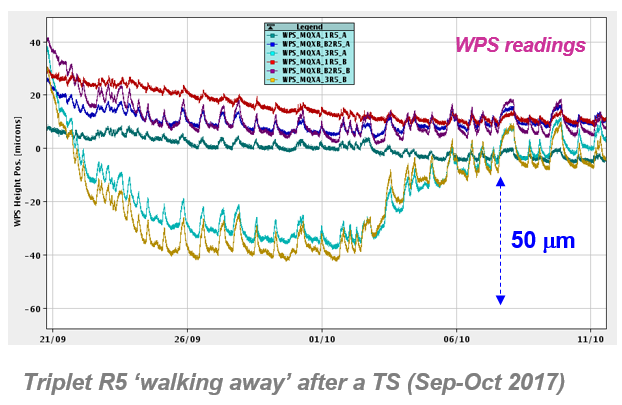 Legend
WPS_MQXA_1R5_A
WPS_MQXB_B2R5_A
WPS_MQXA_3R5_A
WPS_MQXA_1R5_B
WPS_MQXB_B2R5_B
WPS_MQXA_3R5_B
WPS readings
WPS Height Pos. [microns]
40
20
0
-20
-40
-60
50 μm
21/09
26/09
01/10
06/10
11/10
Triplet R5 ‘walking away’ after a TS (Sep-Oct 2017)